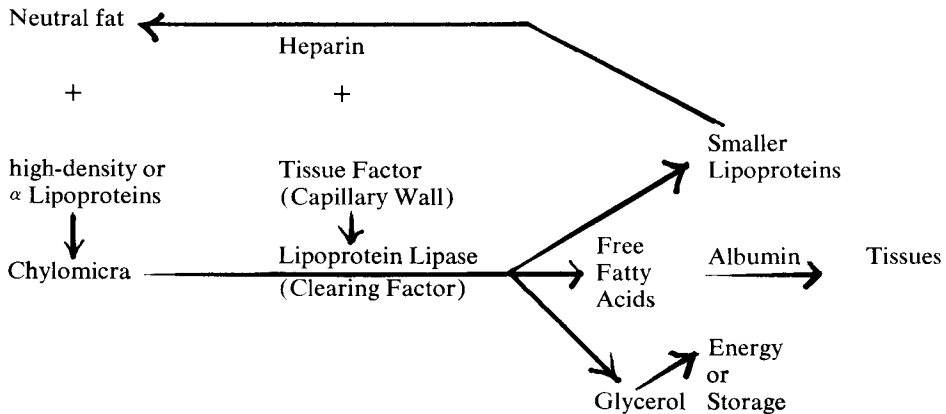 Neutral fat
Heparin
+
+
high-density or
α Lipoproteins
Tissue Factor
(Capillary Wall)
Smaller
Lipoproteins
Chylomicra
Lipoprotein Lipase
(Clearing Factor)
Free
Fatty
Acids
Albumin
Tissues
Glycerol
Energy
or
Storage